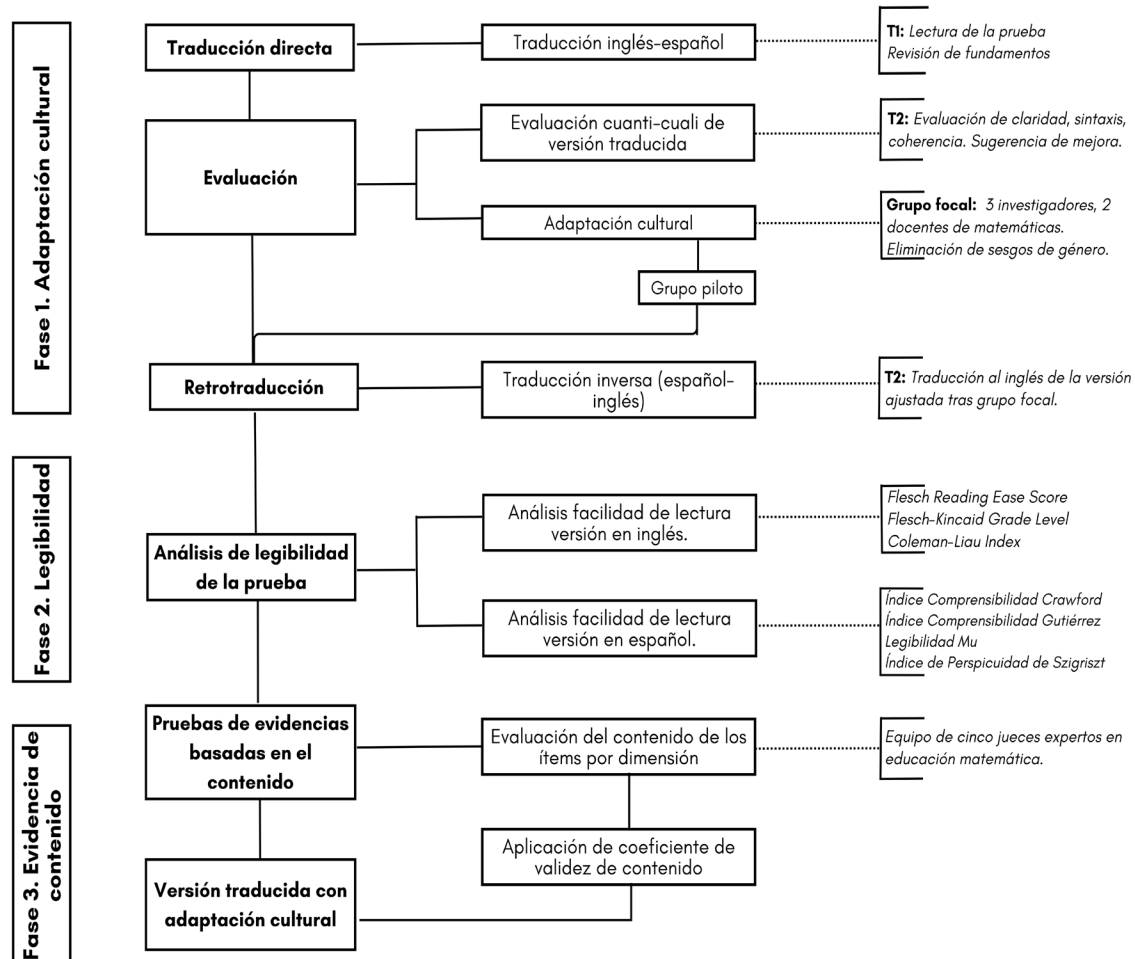 Fase 1. Adaptación cultural
Traducción directa
Traducción inglés-español
T1: Lectura de la prueba
Revisión de fundamentos
Evaluación
Evaluación cuanti-cuali de
versión traducida
T2: Evaluación de claridad, sintaxis,
coherencia. Sugerencia de mejora.
Adaptación cultural
Grupo focal: 3 investigadores, 2
docentes de matemáticas.
Eliminación de sesgos de género.
Grupo piloto
Retrotraducción
Traducción inversa (español-
inglés)
T2: Traducción al inglés de la versión
ajustada tras grupo focal.
Fase 2. Legibilidad
Análisis de legibilidad
de la prueba
Análisis facilidad de lectura
versión en inglés.
Flesch Reading Ease Score
Flesch-Kincaid Grade Level
Coleman-Liau Index
Análisis facilidad de lectura
versión en español.
Índice Comprensibilidad Crawford
Índice Comprensibilidad Gutiérrez
Legibilidad Mu
Índice de Perspicuidad de Szigriszt
Fase 3. Evidencia de
contenido
Pruebas de evidencias
basadas en el
contenido
Evaluación del contenido de los
ítems por dimensión
Equipo de cinco jueces expertos en
educación matemática.
Aplicación de coeficiente de
validez de contenido
Versión traducida con
adaptación cultural